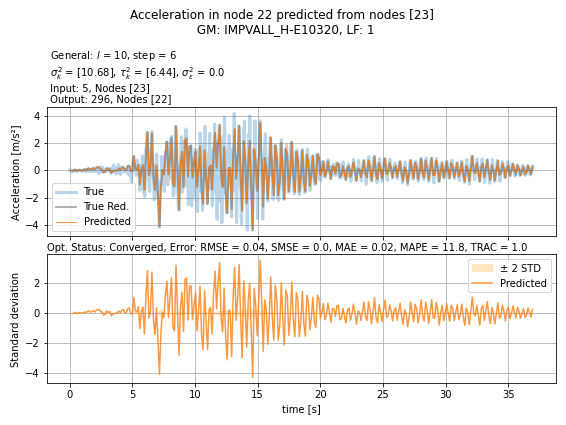 Acceleration in node 22 predicted from nodes [23]
GM: IMPVALL_H-E10320, LF: 1
General: l = 10, step = 6
σ²ₖ = [10.68], τ²ₖ = [6.44], σ²ₑ = 0.0
Input: 5, Nodes [23]
Output: 296, Nodes [22]
Acceleration [m/s²]
4
2
0
−2
−4
True
True Red.
Predicted
Opt. Status: Converged, Error: RMSE = 0.04, SMSE = 0.0, MAE = 0.02, MAPE = 11.8, TRAC = 1.0
Standard deviation
2
0
−2
−4
± 2 STD
Predicted
0 5 10 15 20 25 30 35
time [s]